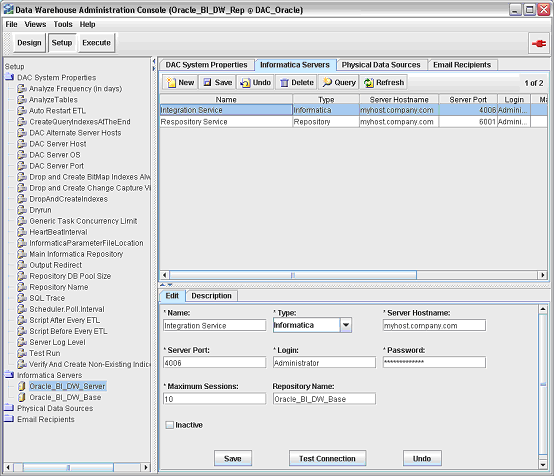 Data Warehouse Administration Console (Oracle_BI_DW_Rep @ DAC_Oracle)
File Views Tools Help
Design Setup Execute
Setup
DAC System Properties
Analyze Frequency (in days)
AnalyzeTables
Auto Restart ETL
CreateQueryIndexesAtTheEnd
DAC Alternate Server Hosts
DAC Server Host
DAC Server OS
DAC Server Port
Drop and Create BitMap Indexes Alw
Drop and Create Change Capture Vi
DropAndCreateIndexes
Dryrun
Generic Task Concurrency Limit
HeartBeatInterval
InformaticaParameterFileLocation
Main Informatica Repository
Output Redirect
Repository DB Pool Size
Repository Name
SQL Trace
Scheduler.Poll.Interval
Script After Every ETL
Script Before Every ETL
Server Log Level
Test Run
Verify And Create Non-Existing Indic
Informatica Servers
Oracle_BI_DW_Server
Oracle_BI_DW_Base
Physical Data Sources
Email Recipients
DAC System Properties Informatica Servers Physical Data Sources Email Recipients
New Save Undo Delete Query Refresh 1 of 2
Name Type Server Hostname Server Port Login Ma
Integration Service Informatica myhost.company.com 4006 Admini...
Respository Service Repository myhost.company.com 6001 Admini...
Edit Description
* Name: * Type: * Server Hostname:
Integration Service Informatica myhost.company.com
* Server Port: * Login: * Password:
4006 Administrator *************
* Maximum Sessions: Repository Name:
10 Oracle_BI_DW_Base
Inactive
Save Test Connection Undo